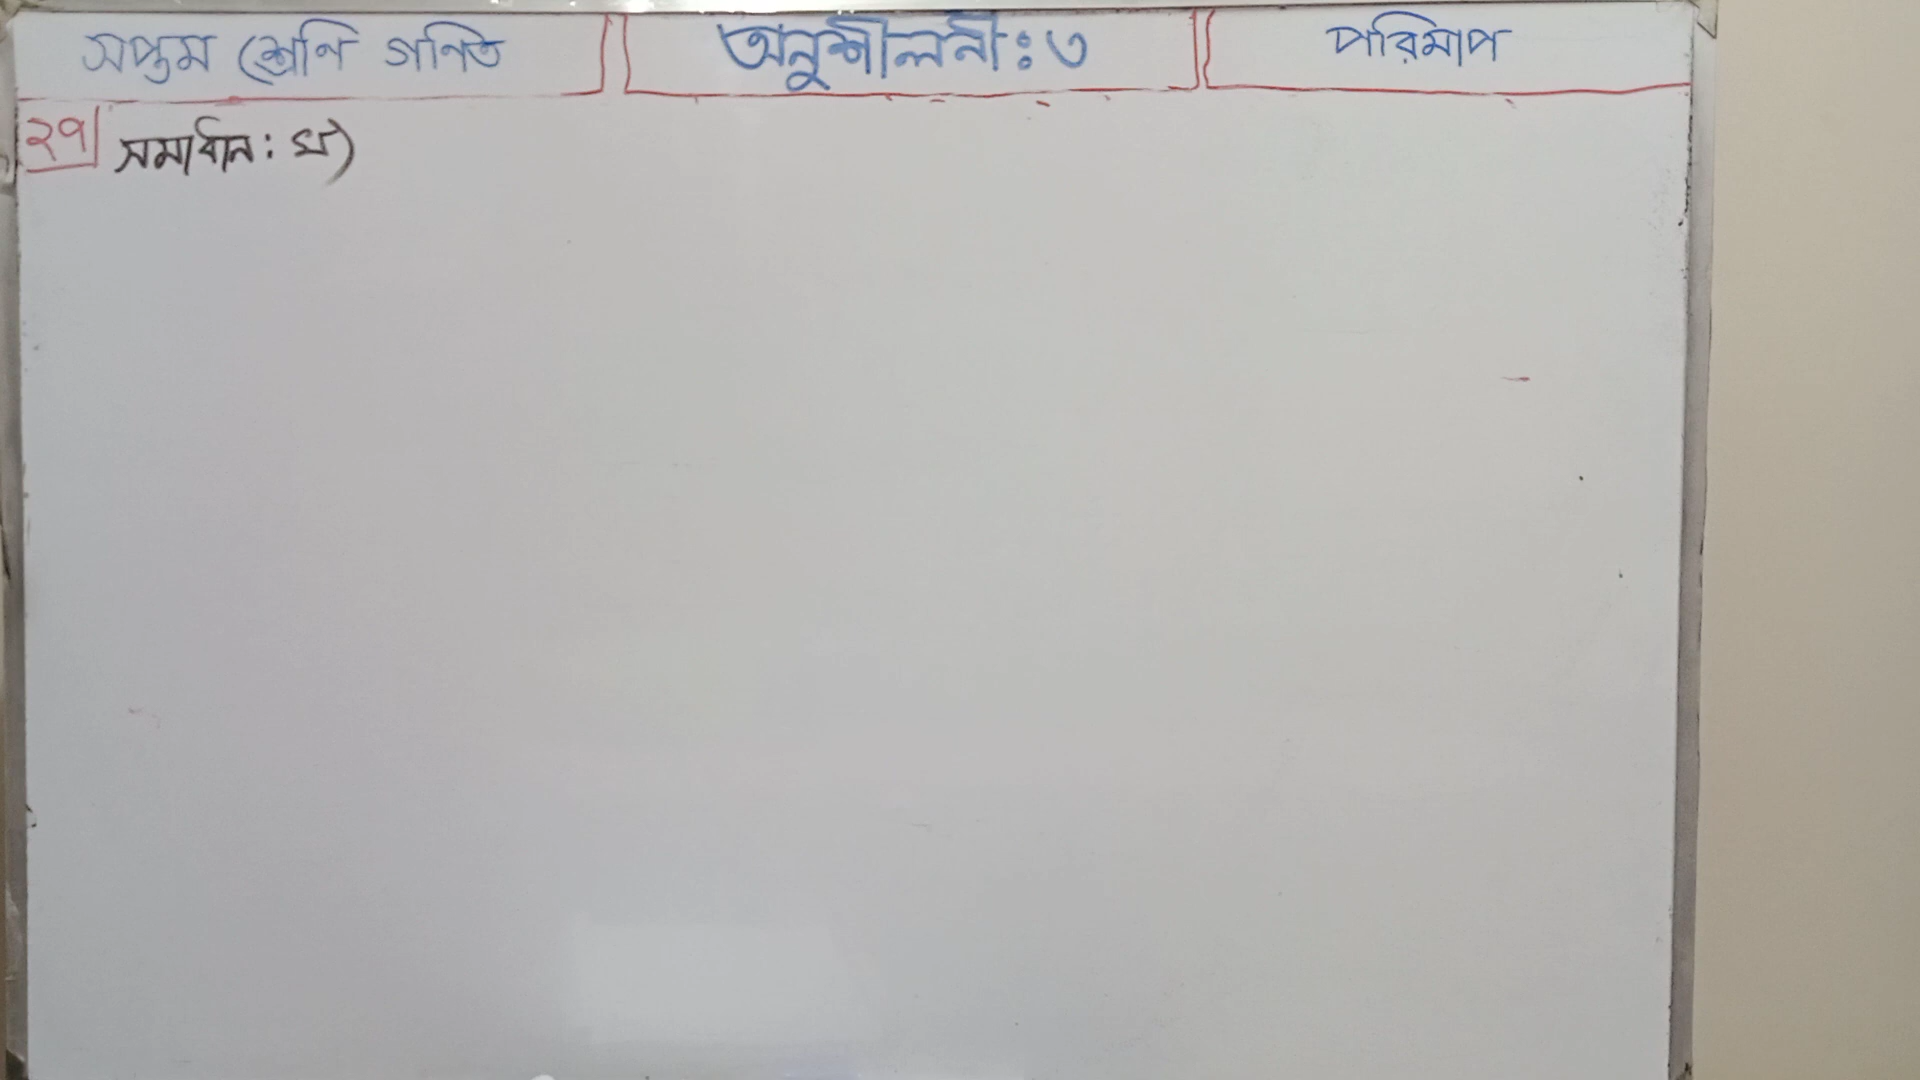 সপ্তম শ্রেণি গণিত
অনুশীলনী : ৩
পরিমাপ
২৭| সমাধান : ঘ)